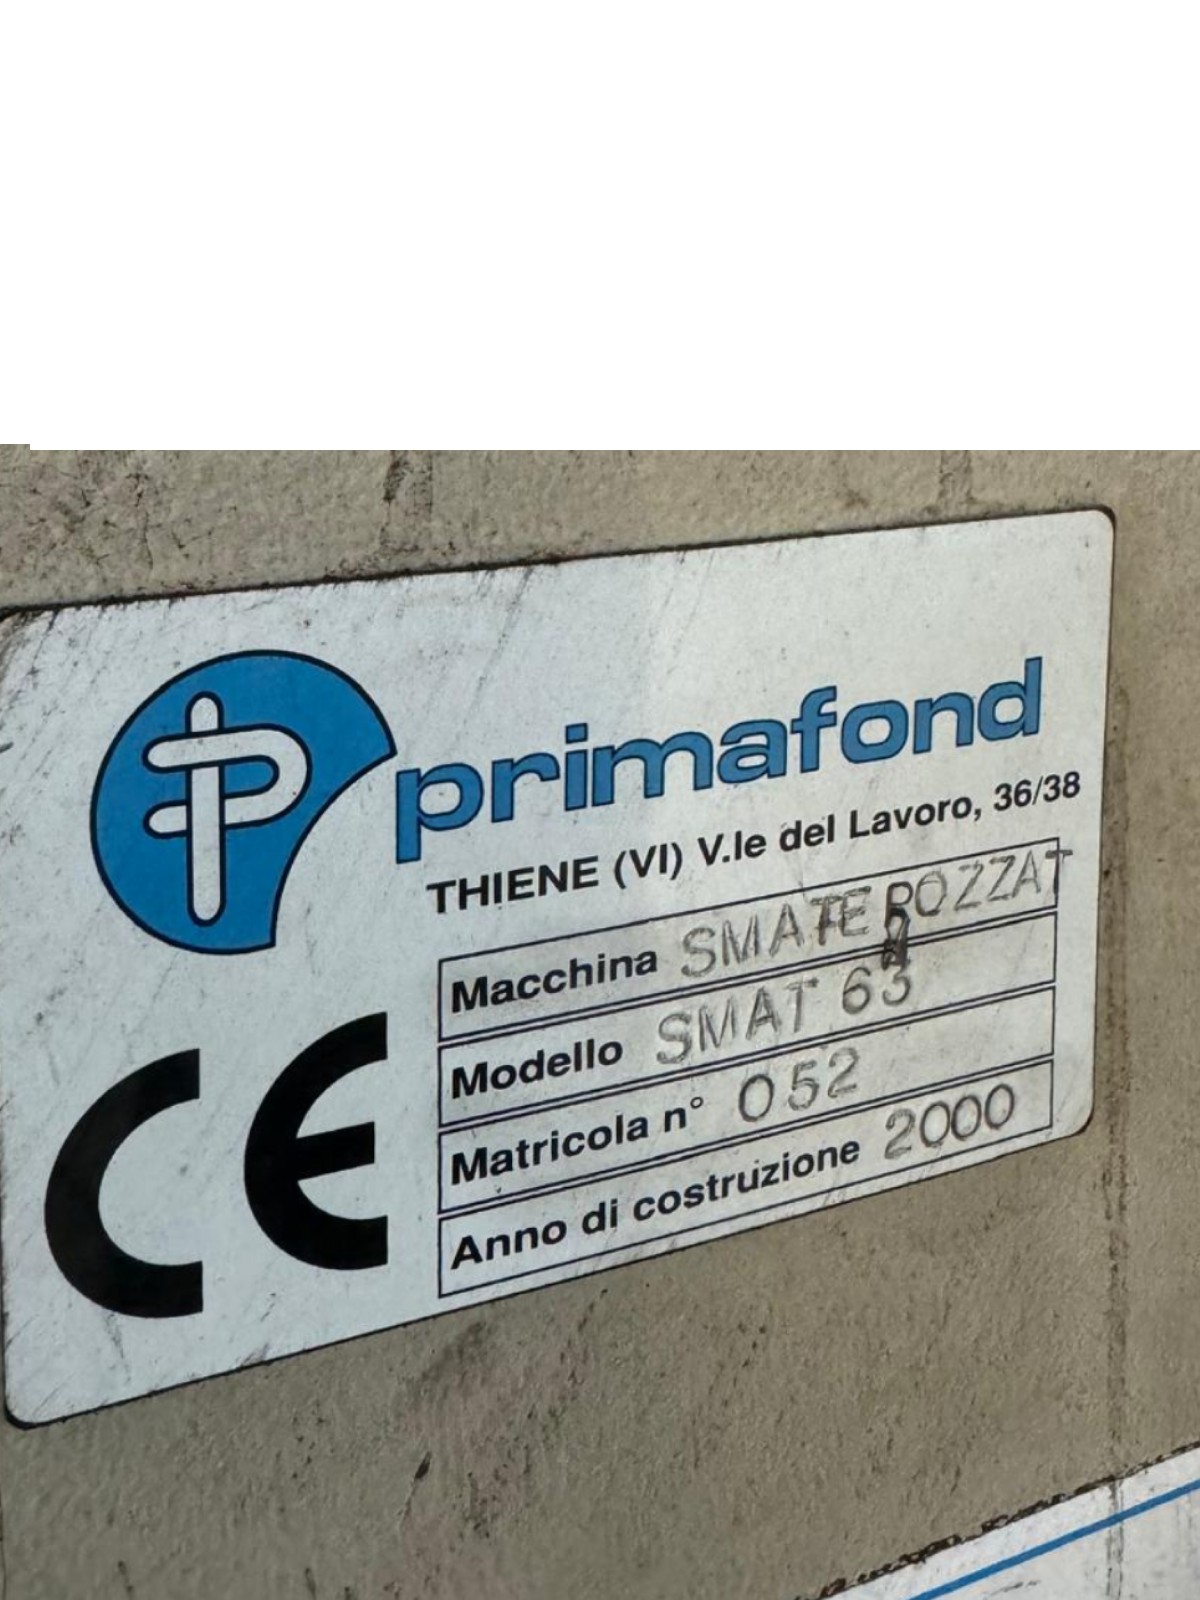 primafond
THIENE (VI) V.le del Lavoro, 36/38
Macchina
Modello SMAT 63
Matricola n° 052
Anno di costruzione 2000
CE